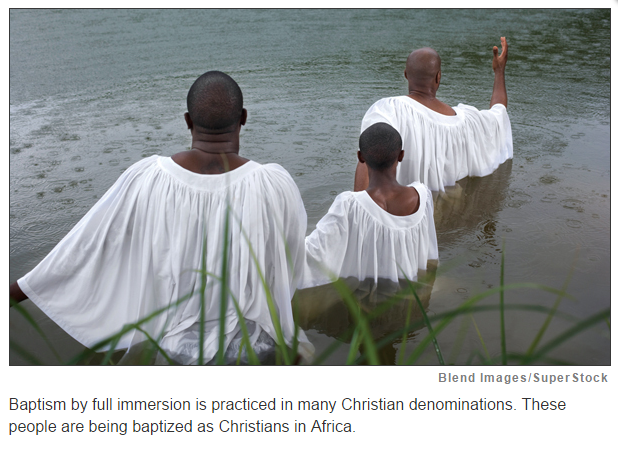 Blend Images/SuperStock
Baptism by full immersion is practiced in many Christian denominations. These
people are being baptized as Christians in Africa.